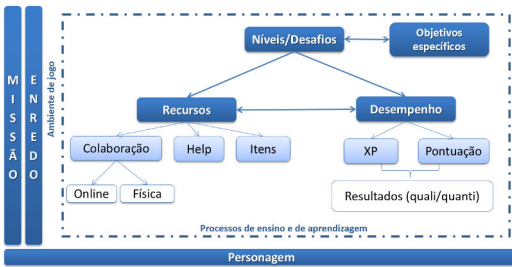 MISSÃO
ENREDO
Ambiente de jogo
Níveis/Desafios
Objetivos
específicos
Recursos
Desempenho
Colaboração
Help
Itens
XP
Pontuação
Online
Física
Resultados (quali/quanti)
Processos de ensino e de aprendizagem
Personagem